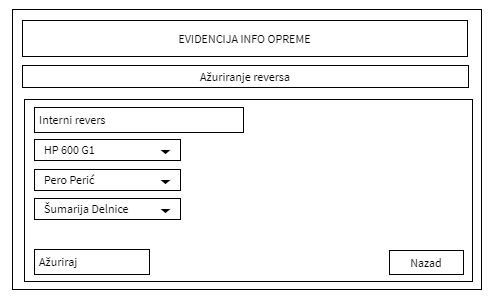 EVIDENCIJA INFO OPREME
Ažuriranje reversa
Interni revers
HP 600 G1
Pero Perić
Šumarija Delnice
Ažuriraj
Nazad